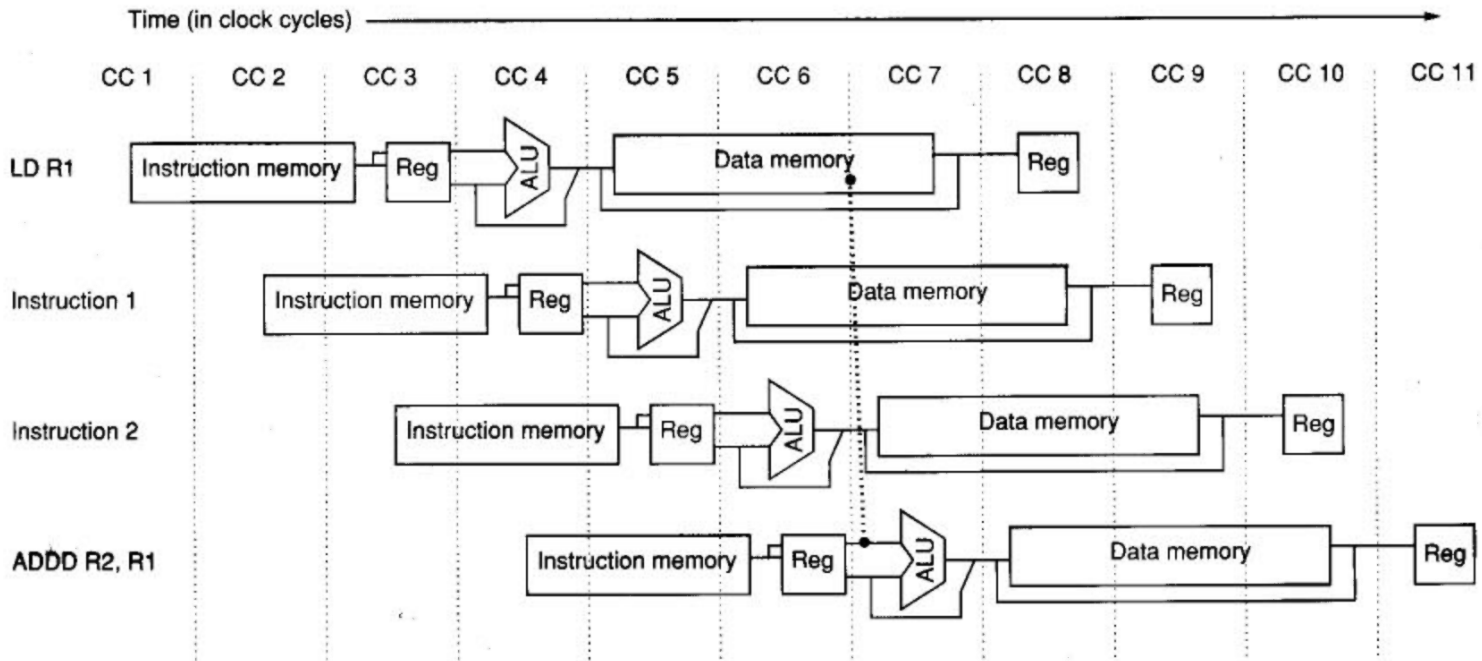 Time (in clock cycles)
CC 1 CC 2 CC 3 CC 4 CC 5 CC 6 CC 7 CC 8 CC 9 CC 10 CC 11
LD R1 Instruction memory Reg ALU Data memory Reg
Instruction 1 Instruction memory Reg ALU Data memory Reg
Instruction 2 Instruction memory Reg ALU Data memory Reg
ADDD R2, R1 Instruction memory Reg ALU Data memory Reg